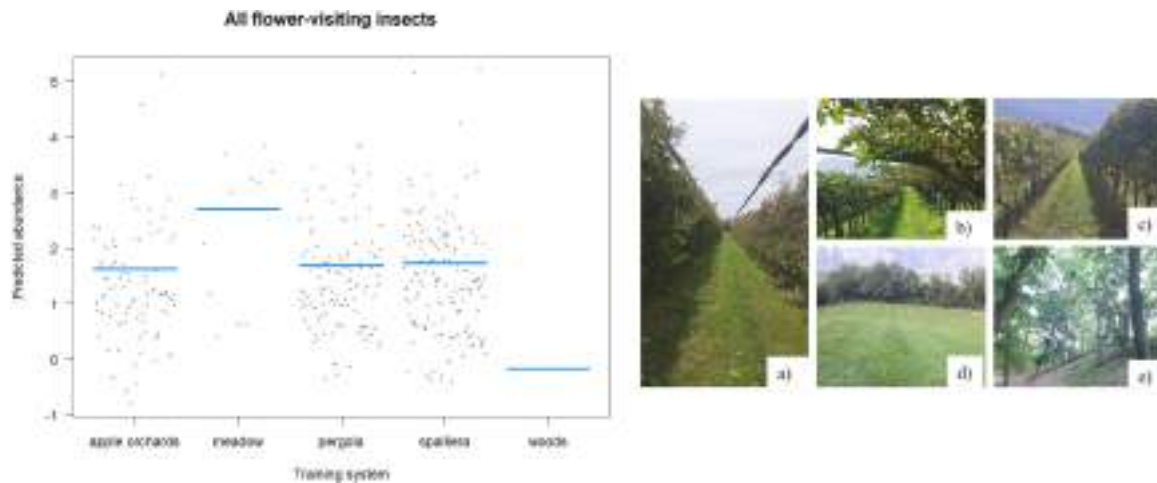 All flower-visiting insects
Predicted abundance
4
3
2
1
0
-1
apple orchards meadow pergola spalliera woods
Training system
a)
b)
c)
d)
e)